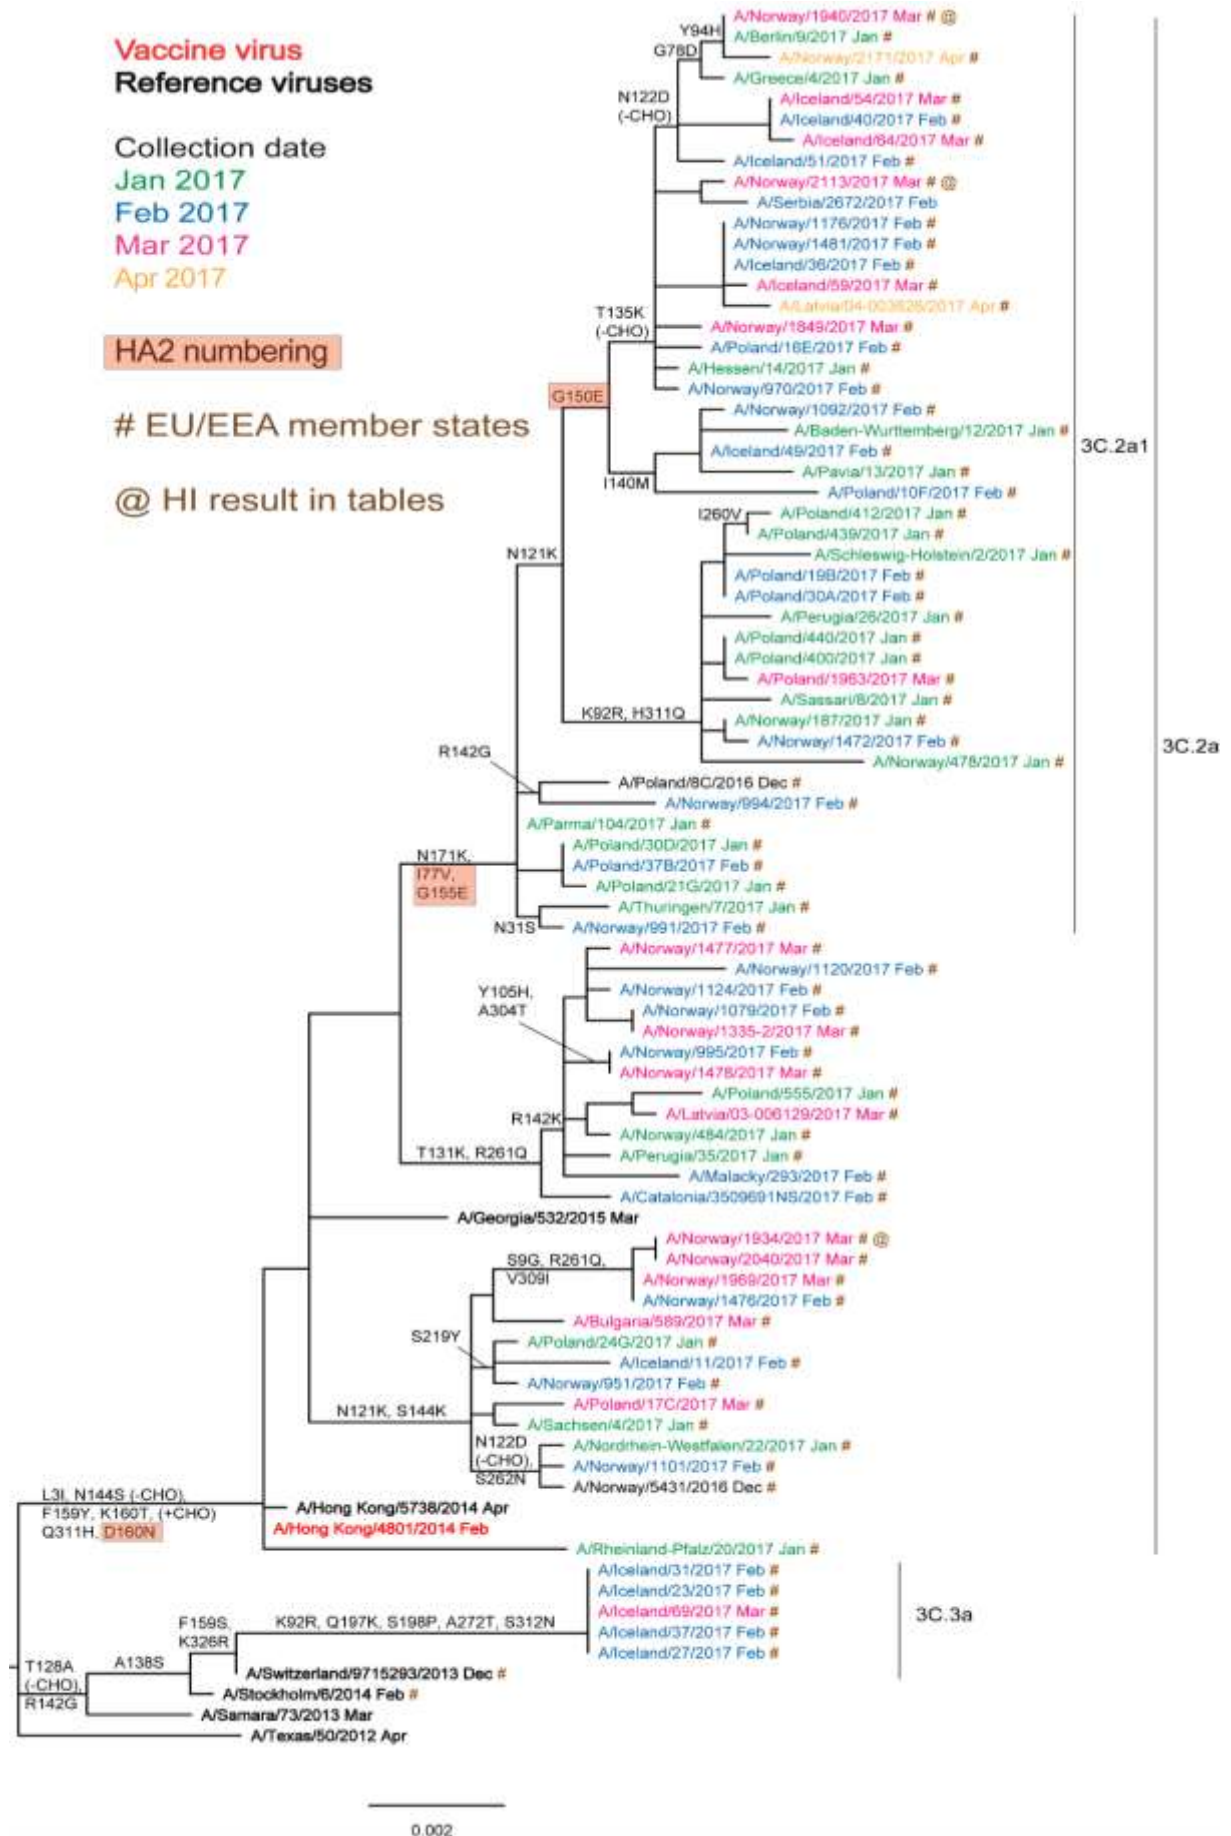 Vaccine virus
Reference viruses
Collection date
Jan 2017
Feb 2017
Mar 2017
Apr 2017
HA2 numbering
# EU/EEA member states
@ HI result in tables
A/Norway/1940/2017 Mar # @
Y94H
A/Berlin/9/2017 Jan #
G78D
A/Norway/2171/2017 Apr #
A/Greece/4/2017 Jan #
N122D
(-CHO)
A/Iceland/54/2017 Mar #
A/Iceland/40/2017 Feb #
A/Iceland/64/2017 Mar #
A/Iceland/51/2017 Feb #
A/Norway/2113/2017 Mar # @
A/Serbia/2672/2017 Feb
A/Norway/1176/2017 Feb #
A/Norway/1481/2017 Feb #
A/Iceland/36/2017 Feb #
A/Iceland/59/2017 Mar #
A/Latvia/04-003626/2017 Apr #
T135K
(-CHO)
A/Norway/1849/2017 Mar #
A/Poland/16E/2017 Feb #
A/Hessen/14/2017 Jan #
A/Norway/970/2017 Feb #
G150E
A/Norway/1092/2017 Feb #
A/Baden-Wurttemberg/12/2017 Jan #
3C.2a1
A/Iceland/49/2017 Feb #
A/Pavia/13/2017 Jan #
I140M
A/Poland/10F/2017 Feb #
I260V
A/Poland/412/2017 Jan #
A/Poland/439/2017 Jan #
N121K
A/Schleswig-Holstein/2/2017 Jan #
A/Poland/19B/2017 Feb #
A/Poland/30A/2017 Feb #
A/Perugia/26/2017 Jan #
A/Poland/440/2017 Jan #
A/Poland/400/2017 Jan #
A/Poland/1963/2017 Mar #
A/Sassari/8/2017 Jan #
K92R, H311Q
A/Norway/187/2017 Jan #
A/Norway/1472/2017 Feb #
3C.2a
R142G
A/Norway/478/2017 Jan #
A/Poland/8C/2016 Dec #
A/Norway/994/2017 Feb #
A/Parma/104/2017 Jan #
A/Poland/30D/2017 Jan #
N171K,
I77V,
G155E
A/Poland/37B/2017 Feb #
A/Poland/21G/2017 Jan #
A/Thuringen/7/2017 Jan #
N31S
A/Norway/991/2017 Feb #
A/Norway/1477/2017 Mar #
A/Norway/1120/2017 Feb #
Y105H,
A304T
A/Norway/1124/2017 Feb #
A/Norway/1079/2017 Feb #
A/Norway/1335-2/2017 Mar #
A/Norway/995/2017 Feb #
A/Norway/1478/2017 Mar #
A/Poland/555/2017 Jan #
A/Latvia/03-006129/2017 Mar #
R142K
A/Norway/484/2017 Jan #
T131K, R261Q
A/Perugia/35/2017 Jan #
A/Malacky/293/2017 Feb #
A/Catalonia/3509691NS/2017 Feb #
A/Georgia/532/2015 Mar
A/Norway/1934/2017 Mar # @
S9G, R261Q,
V309I
A/Norway/2040/2017 Mar #
A/Norway/1969/2017 Mar #
A/Norway/1476/2017 Feb #
A/Bulgaria/589/2017 Mar #
S219Y
A/Poland/24G/2017 Jan #
A/Iceland/11/2017 Feb #
A/Norway/951/2017 Feb #
N121K, S144K
A/Poland/17C/2017 Mar #
A/Sachsen/4/2017 Jan #
N122D
(-CHO),
S262N
A/Nordrhein-Westfalen/22/2017 Jan #
A/Norway/1101/2017 Feb #
A/Norway/5431/2016 Dec #
L3I, N144S (-CHO),
F159Y, K160T, (+CHO)
Q311H, D160N
A/Hong Kong/5738/2014 Apr
A/Hong Kong/4801/2014 Feb
A/Rheinland-Pfalz/20/2017 Jan #
A/Iceland/31/2017 Feb #
A/Iceland/23/2017 Feb #
A/Iceland/69/2017 Mar #
3C.3a
F159S,
K326R
K92R, Q197K, S198P, A272T, S312N
A/Iceland/37/2017 Feb #
A/Iceland/27/2017 Feb #
T128A
(-CHO),
R142G
A138S
A/Switzerland/9715293/2013 Dec #
A/Stockholm/6/2014 Feb #
A/Samara/73/2013 Mar
A/Texas/50/2012 Apr
0.002